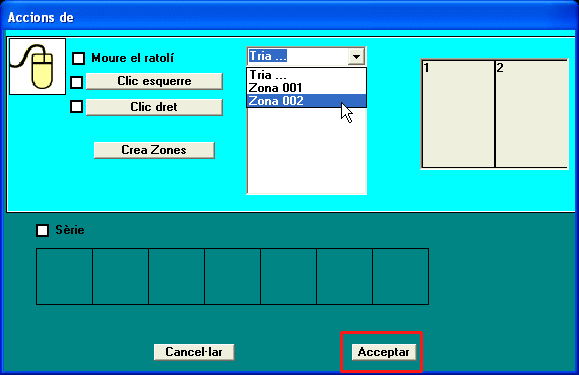 Accions de
Moure el ratolí
Clic esquerre
Clic dret
Crea Zones
Tria ...
Tria ...
Zona 001
Zona 002
1 2
Sèrie
Cancel·lar
Acceptar